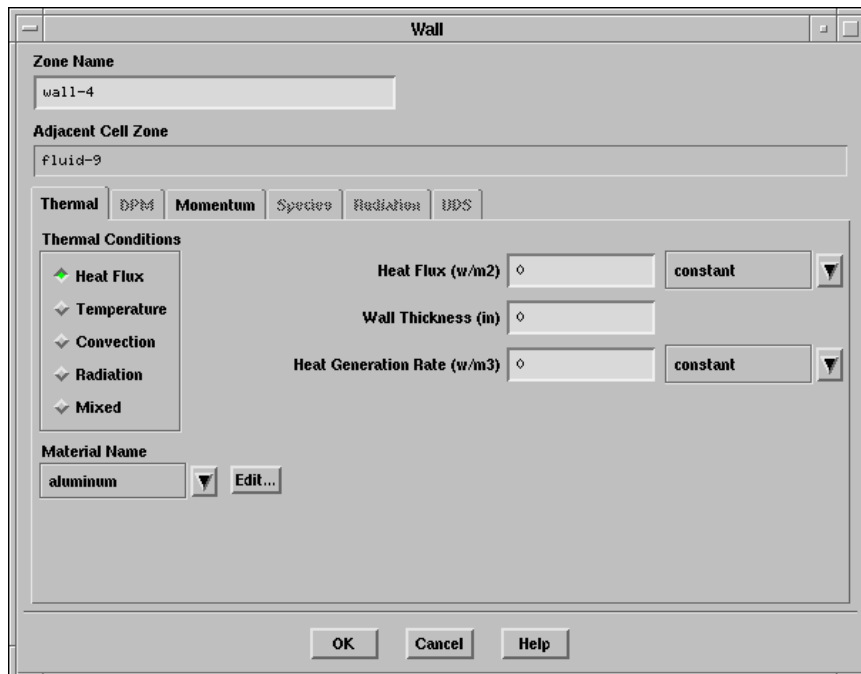 Wall
Zone Name
wall-4
Adjacent Cell Zone
fluid-9
Thermal DPM Momentum Species Radiation UDS
Thermal Conditions
Heat Flux
Temperature
Convection
Radiation
Mixed
Heat Flux (w/m2) 0 constant
Wall Thickness (in) 0
Heat Generation Rate (w/m3) 0 constant
Material Name
aluminum Edit...
OK Cancel Help